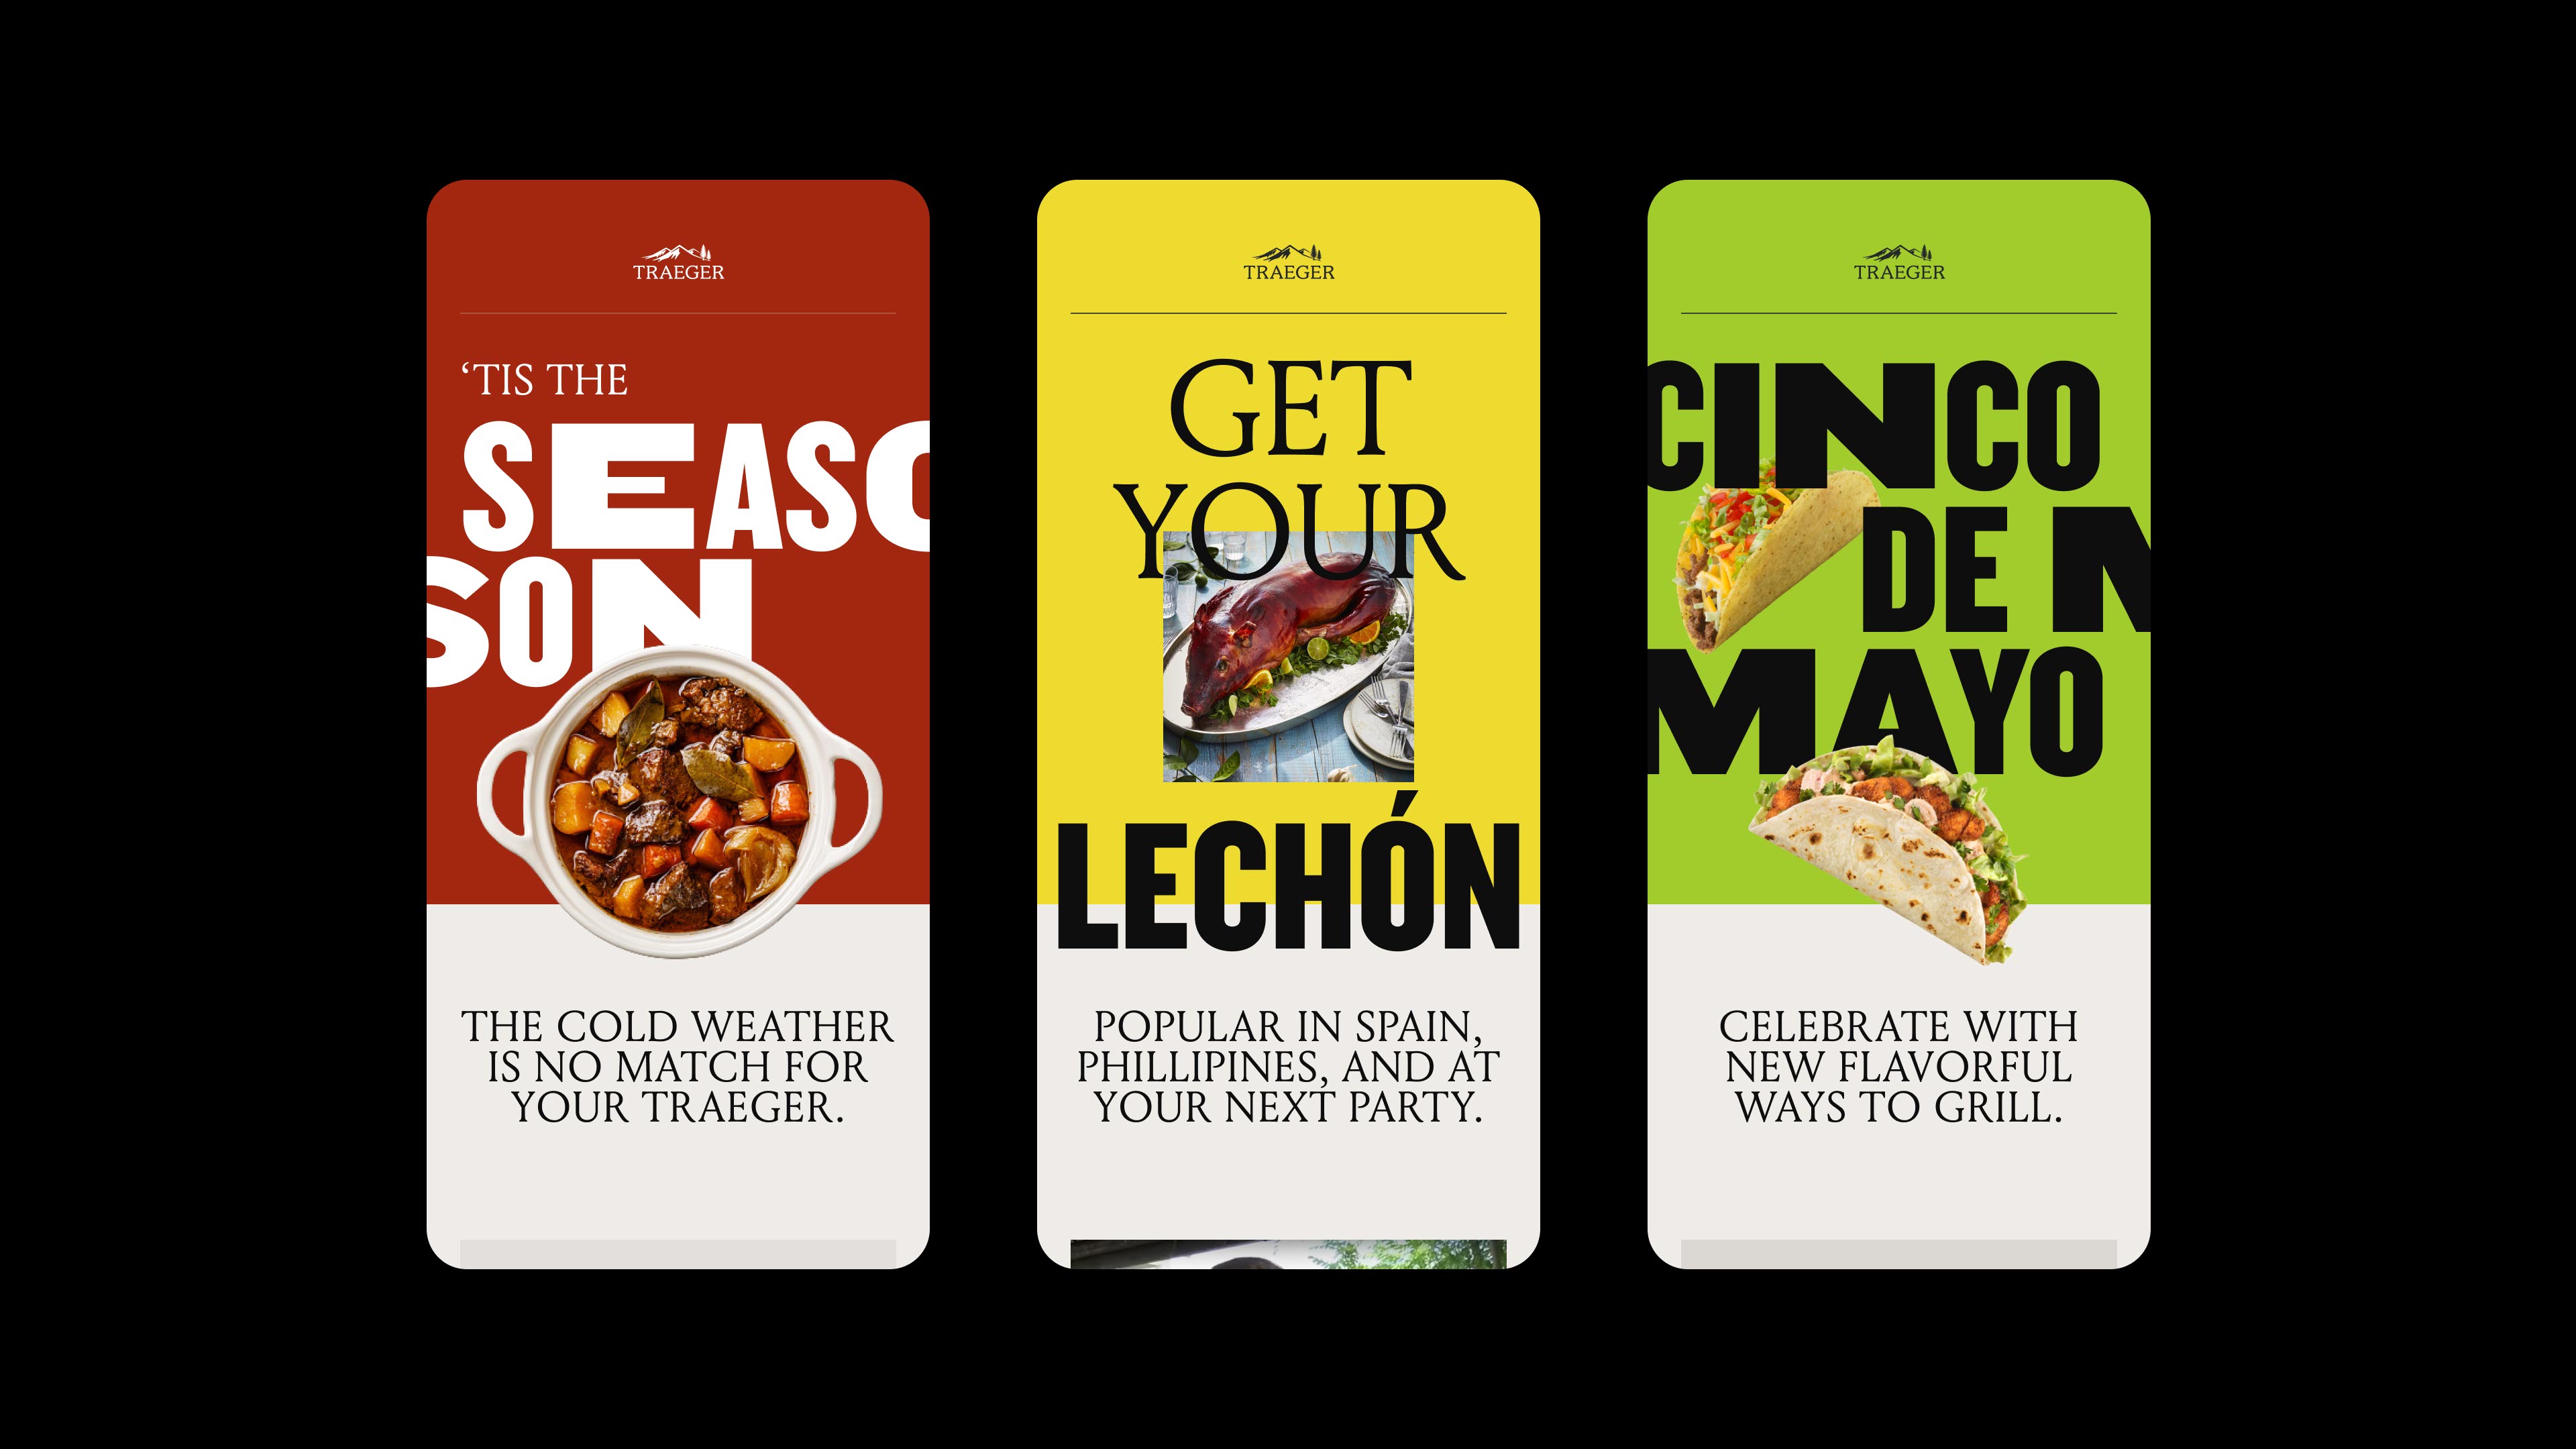 TRAEGER
‘TIS THE
SEASO
SON
THE COLD WEATHER
IS NO MATCH FOR
YOUR TRAEGER.
TRAEGER
GET
YOUR
LECHÓN
POPULAR IN SPAIN,
PHILLIPINES, AND AT
YOUR NEXT PARTY.
TRAEGER
CINCO
DE M
MAYO
CELEBRATE WITH
NEW FLAVORFUL
WAYS TO GRILL.